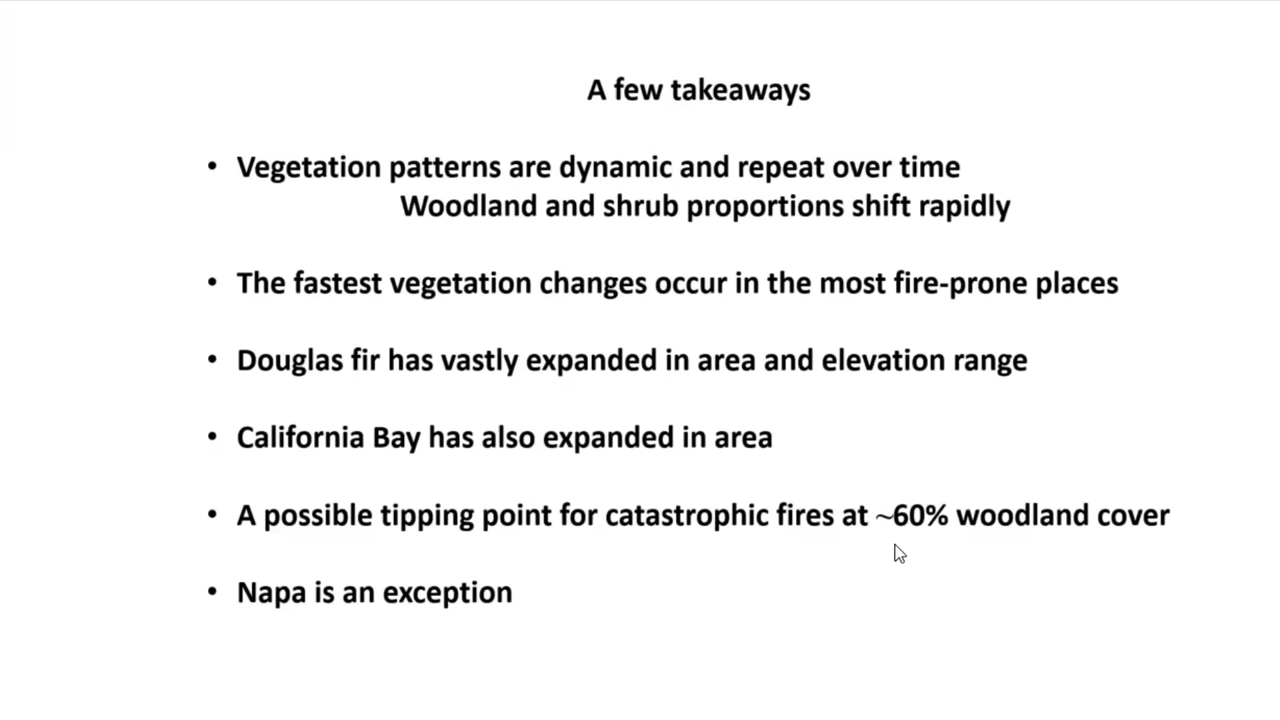 A few takeaways
• Vegetation patterns are dynamic and repeat over time
Woodland and shrub proportions shift rapidly
• The fastest vegetation changes occur in the most fire-prone places
• Douglas fir has vastly expanded in area and elevation range
• California Bay has also expanded in area
• A possible tipping point for catastrophic fires at ~60% woodland cover
• Napa is an exception